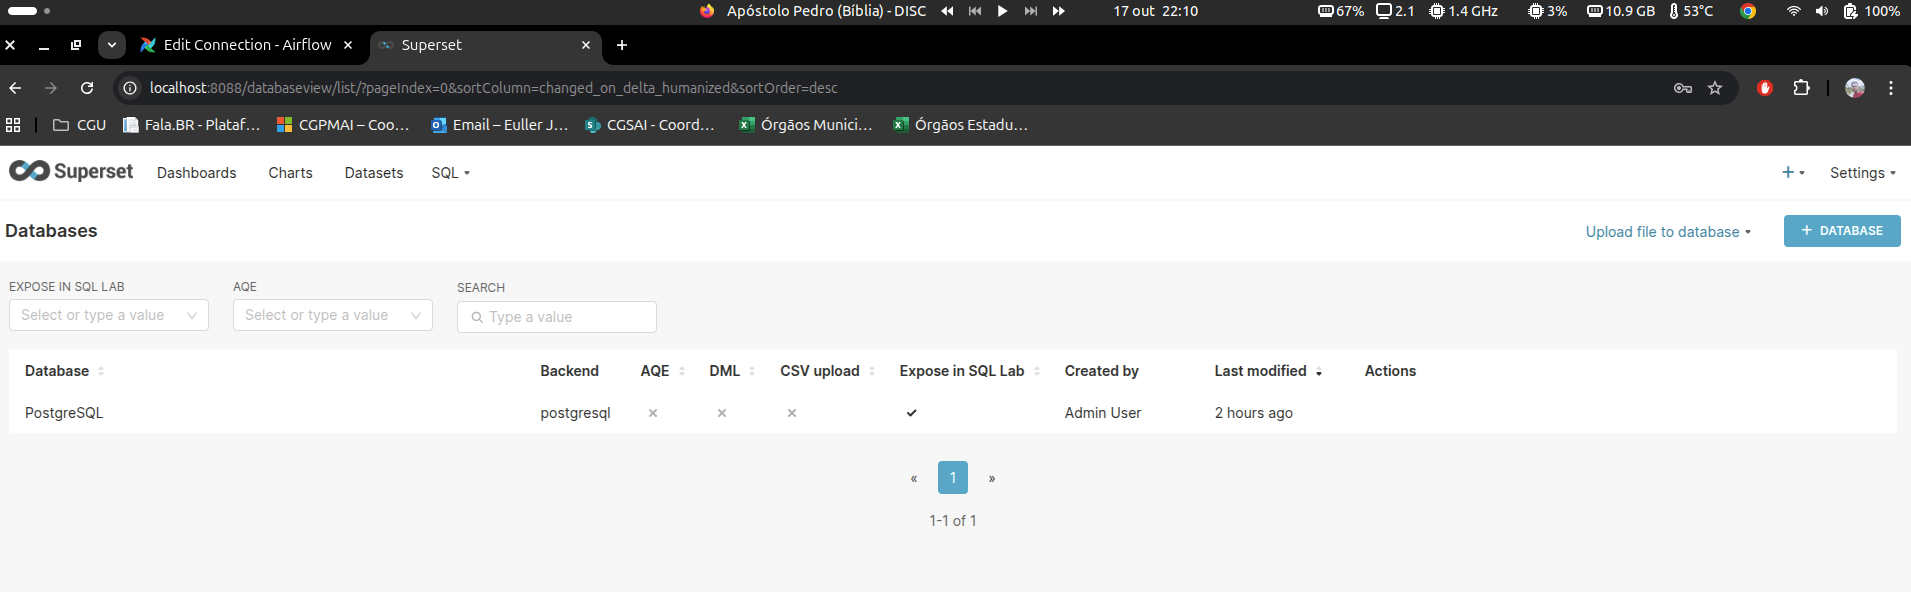 Apóstolo Pedro (Bíblia) - DISC 17 out 22:10 67% 2.1 1.4 GHz 3% 10.9 GB 53°C 100%
Edit Connection - Airflow Superset
localhost:8088/databaseview/list/?pageIndex=0&sortColumn=changed_on_delta_humanized&sortOrder=desc
CGU Fala.BR - Plataf… CGPMAI – Coo… Email – Euller J… CGSAI - Coord… Órgãos Munici… Órgãos Estadu…
Superset Dashboards Charts Datasets SQL + Settings
Databases Upload file to database + DATABASE
EXPOSE IN SQL LAB AQE SEARCH
Select or type a value Select or type a value Type a value
Database Backend AQE DML CSV upload Expose in SQL Lab Created by Last modified Actions
PostgreSQL postgresql Admin User 2 hours ago
« 1 »
1-1 of 1